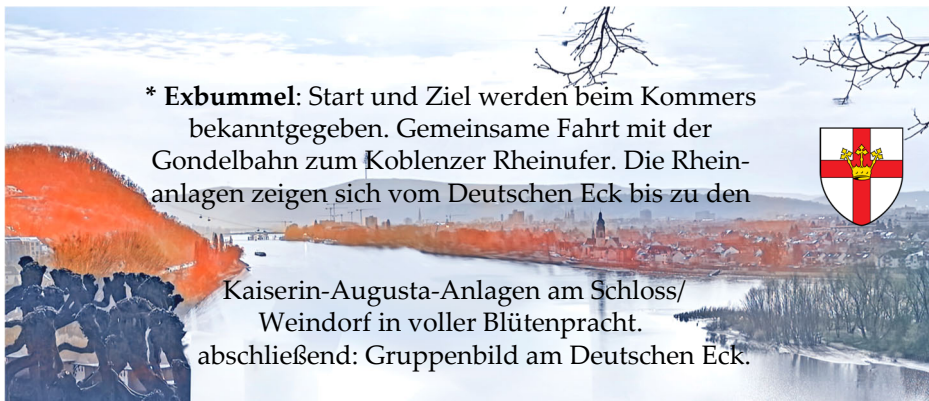 * Exbummel: Start und Ziel werden beim Kommers
bekanntgegeben. Gemeinsame Fahrt mit der
Gondelbahn zum Koblenzer Rheinufer. Die Rhein-
anlagen zeigen sich vom Deutschen Eck bis zu den
Kaiserin-Augusta-Anlagen am Schloss/
Weindorf in voller Blütenpracht.
abschließend: Gruppenbild am Deutschen Eck.